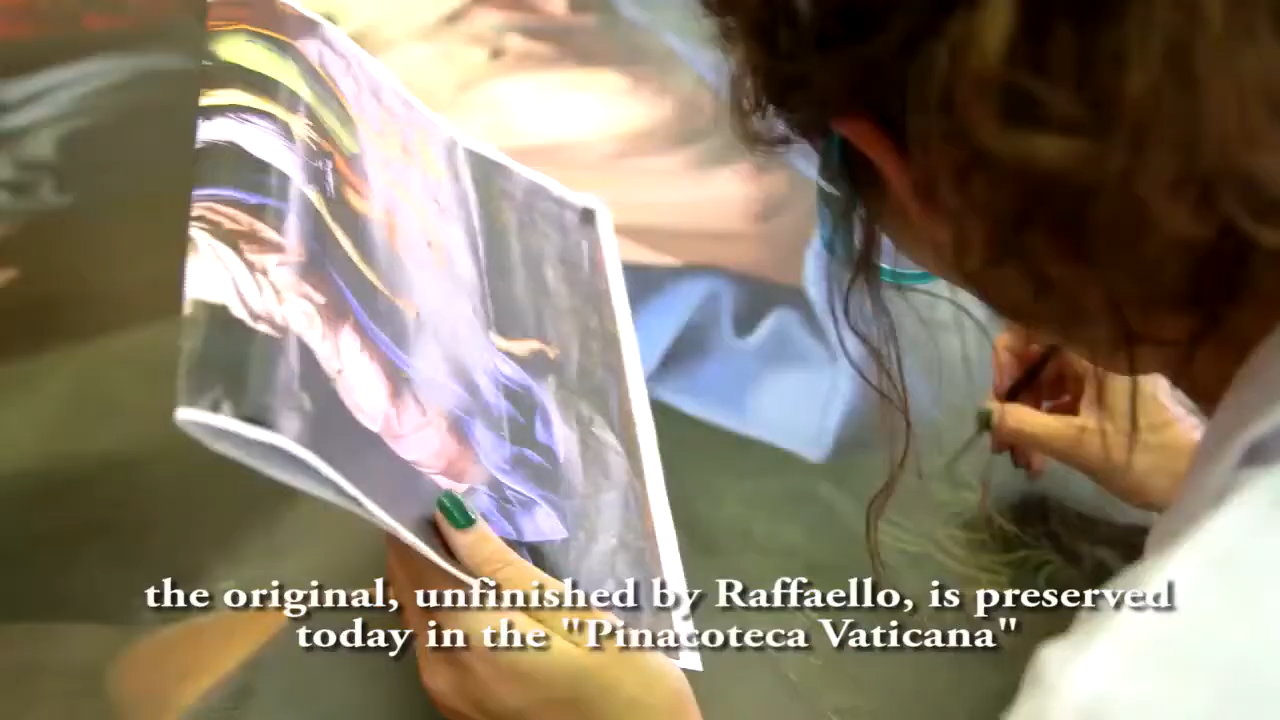 the original, unfinished by Raffaello, is preserved
today in the "Pinacoteca Vaticana"